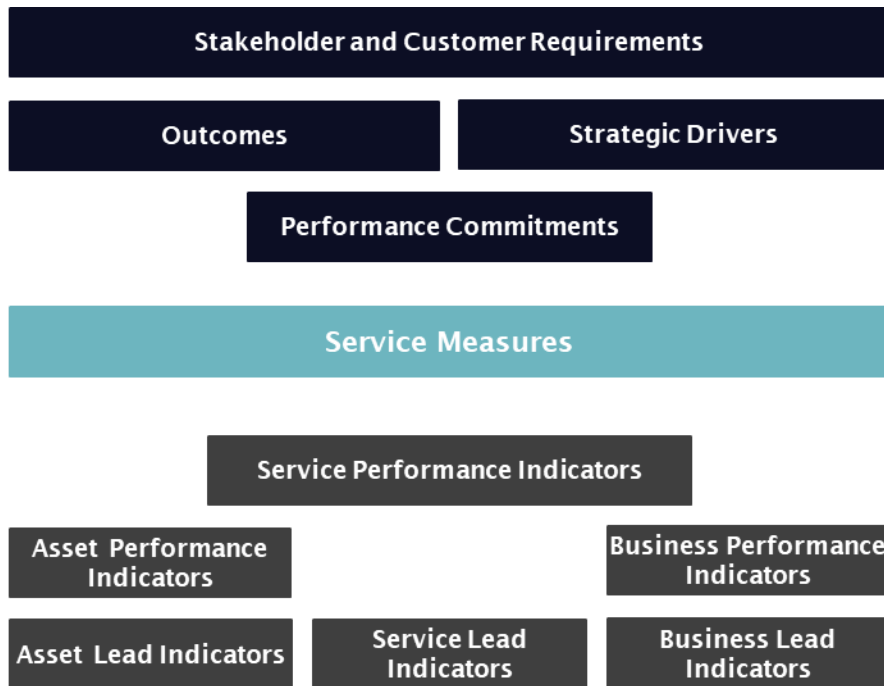 Stakeholder and Customer Requirements
Outcomes
Strategic Drivers
Performance Commitments
Service Measures
Service Performance Indicators
Asset Performance
Indicators
Business Performance
Indicators
Asset Lead Indicators
Service Lead
Indicators
Business Lead
Indicators